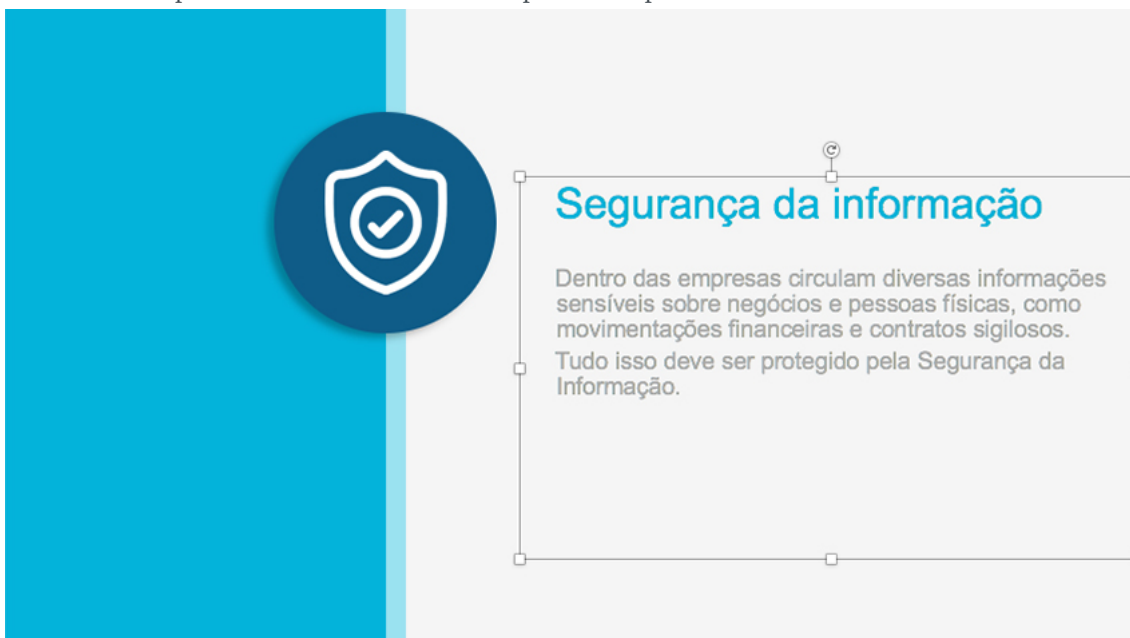 Segurança da informação
Dentro das empresas circulam diversas informações
sensíveis sobre negócios e pessoas físicas, como
movimentações financeiras e contratos sigilosos.
Tudo isso deve ser protegido pela Segurança da
Informação.